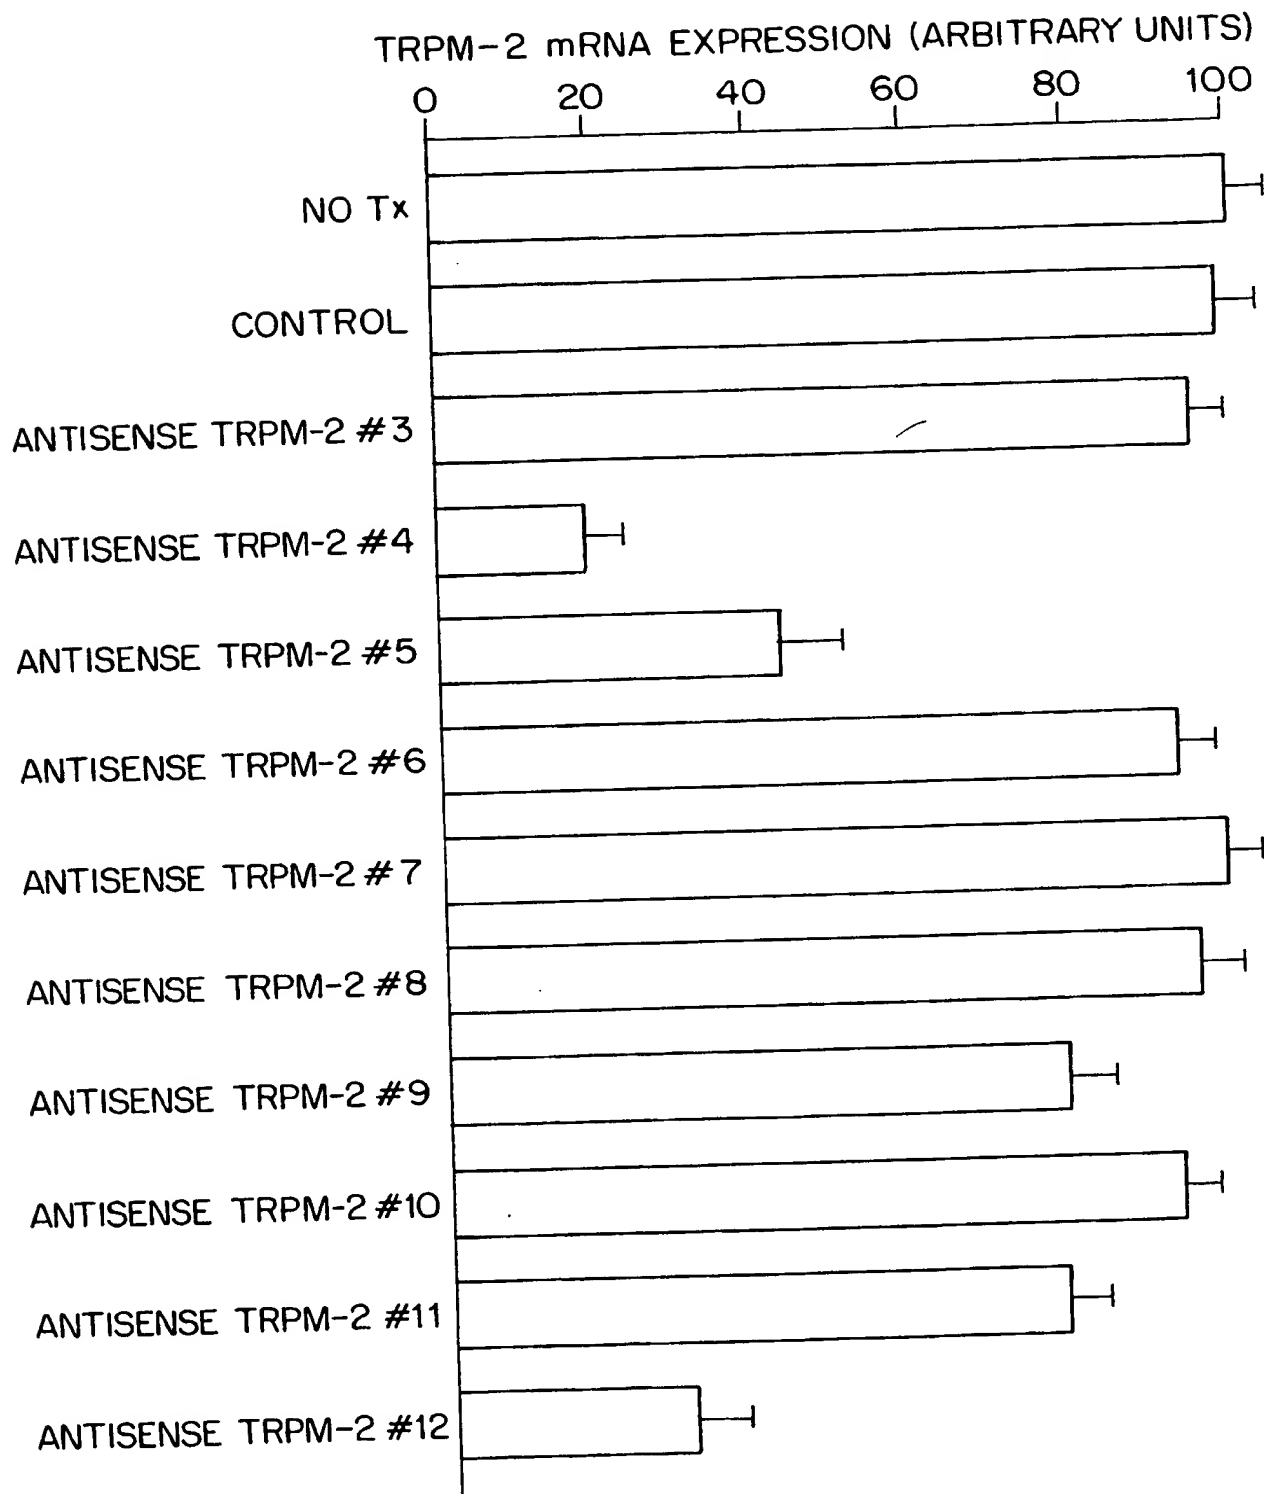 TRPM-2 mRNA EXPRESSION (ARBITRARY UNITS)
0 20 40 60 80 100
NO Tx
CONTROL
ANTISENSE TRPM-2 #3
ANTISENSE TRPM-2 #4
ANTISENSE TRPM-2 #5
ANTISENSE TRPM-2 #6
ANTISENSE TRPM-2 #7
ANTISENSE TRPM-2 #8
ANTISENSE TRPM-2 #9
ANTISENSE TRPM-2 #10
ANTISENSE TRPM-2 #11
ANTISENSE TRPM-2 #12